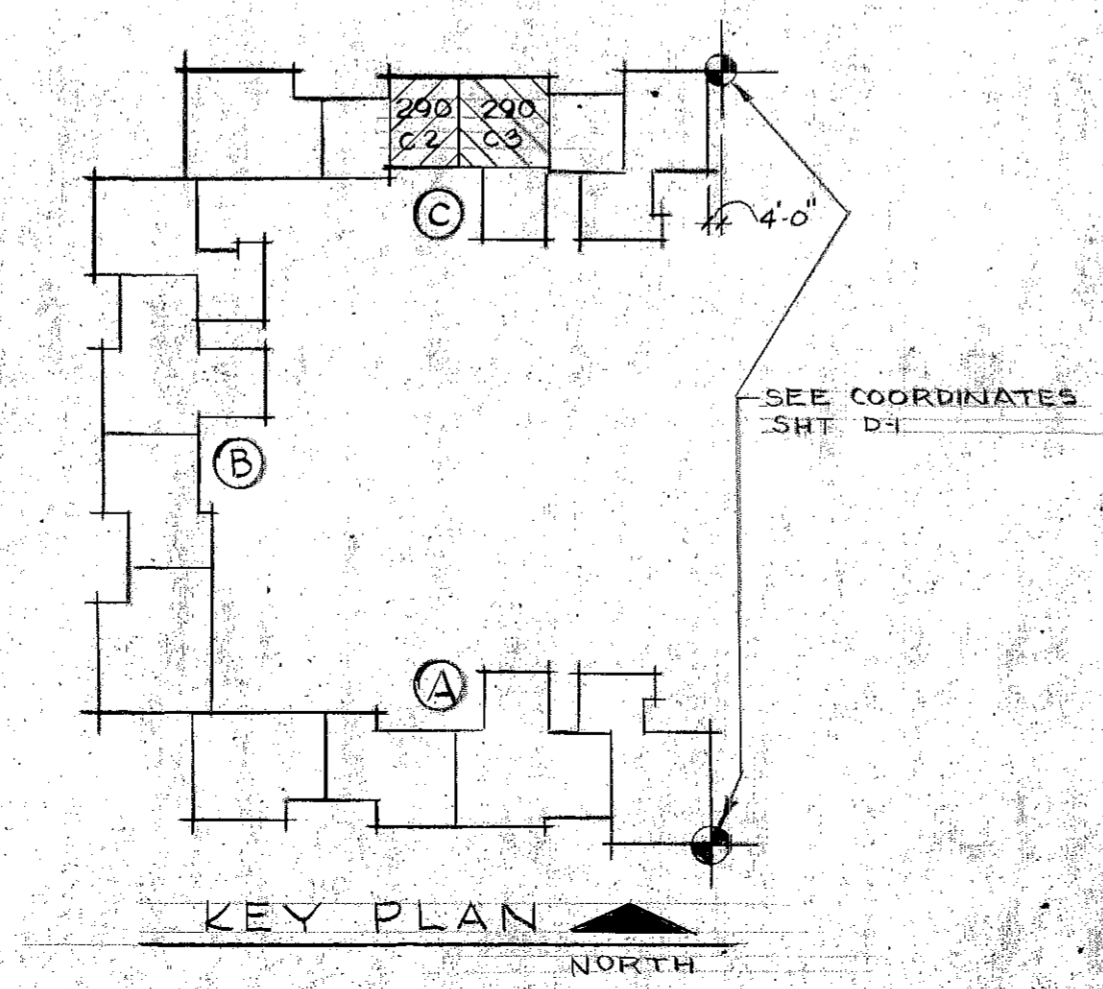 290 290
C2 C3
C
4'-0"
SEE COORDINATES
SHT D-1
B
A
KEY PLAN
NORTH